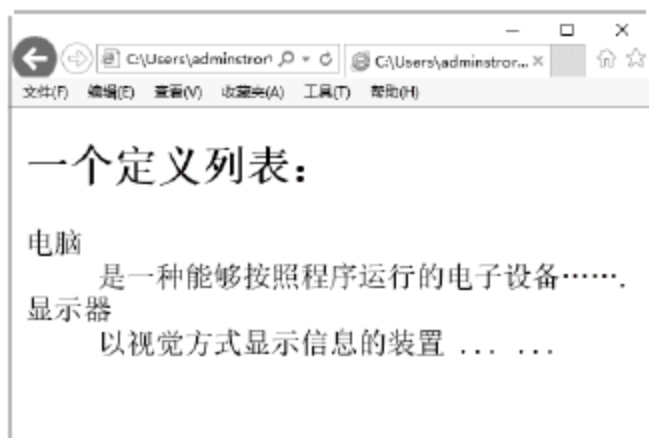 C:\Users\adminstror\
C:\Users\adminstror...
文件(F) 编辑(E) 查看(V) 收藏夹(A) 工具(T) 帮助(H)
一个定义列表：
电脑
是一种能够按照程序运行的电子设备…….
显示器
以视觉方式显示信息的装置 ... ...